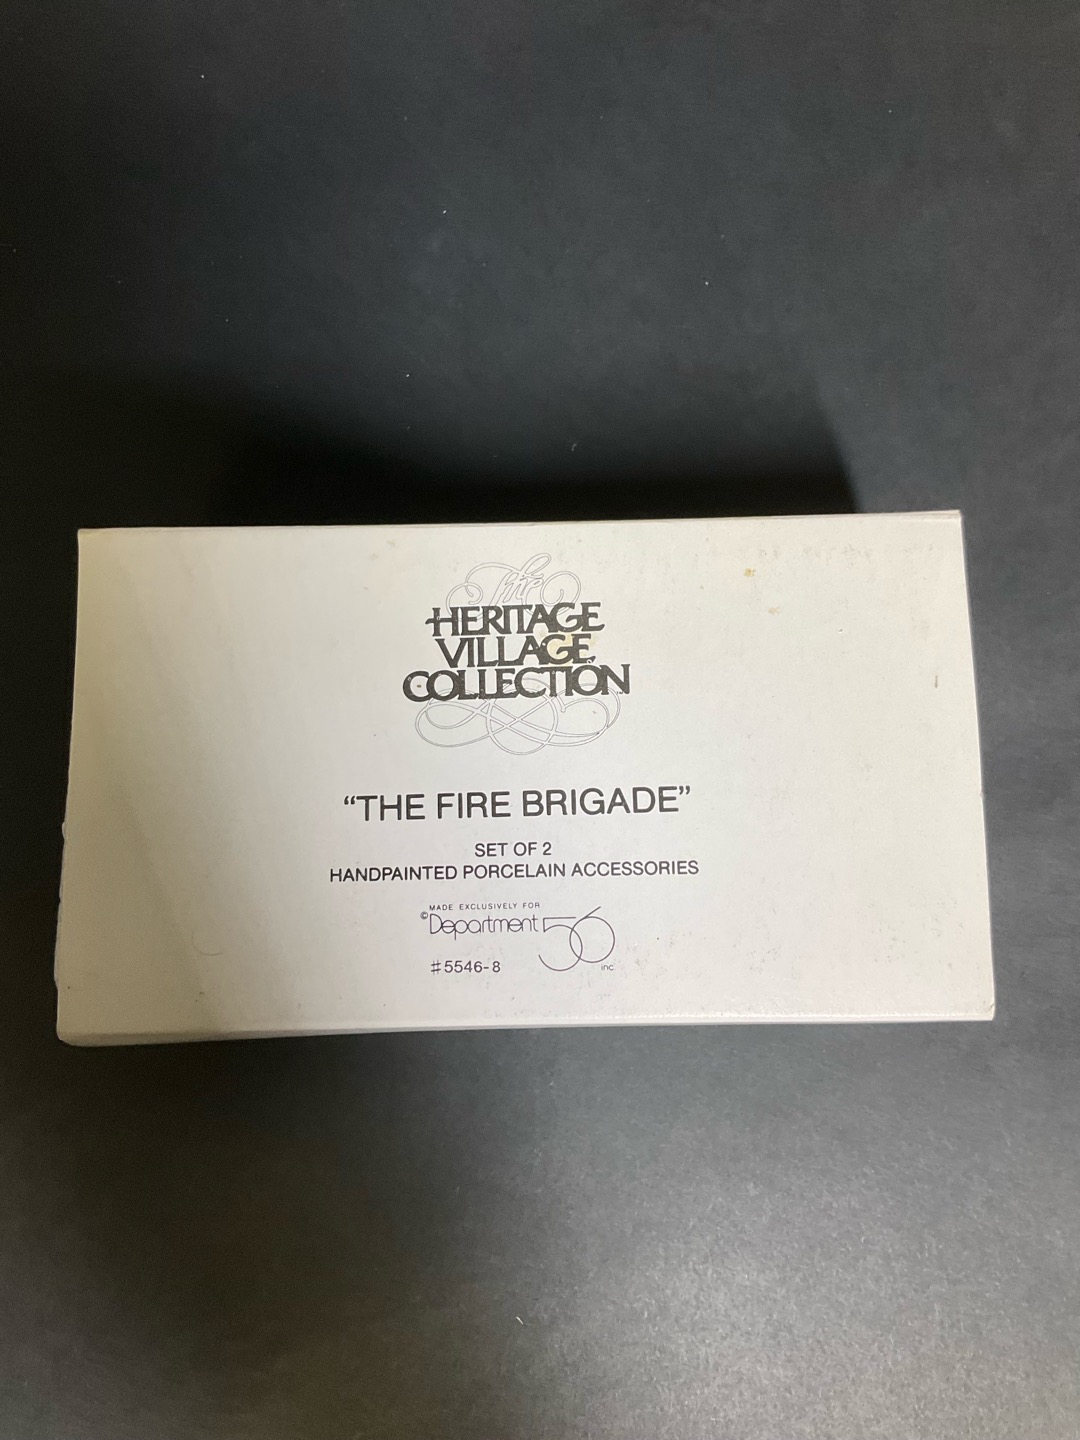 The
HERITAGE
VILLAGE
COLLECTION
“THE FIRE BRIGADE”
SET OF 2
HANDPAINTED PORCELAIN ACCESSORIES
MADE EXCLUSIVELY FOR
©Department 56
inc.
#5546-8